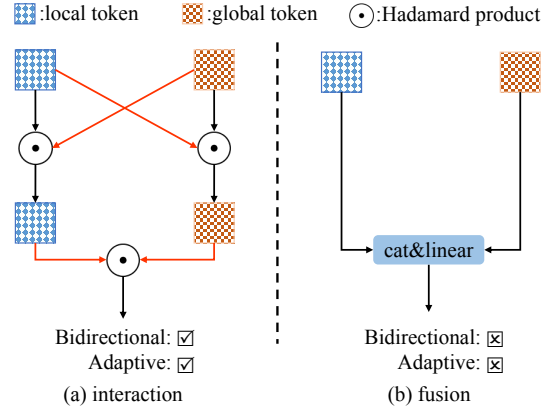 :local token :global token :Hadamard product
cat&linear
Bidirectional: ☑ Bidirectional: ☒
Adaptive: ☑ Adaptive: ☒
(a) interaction (b) fusion